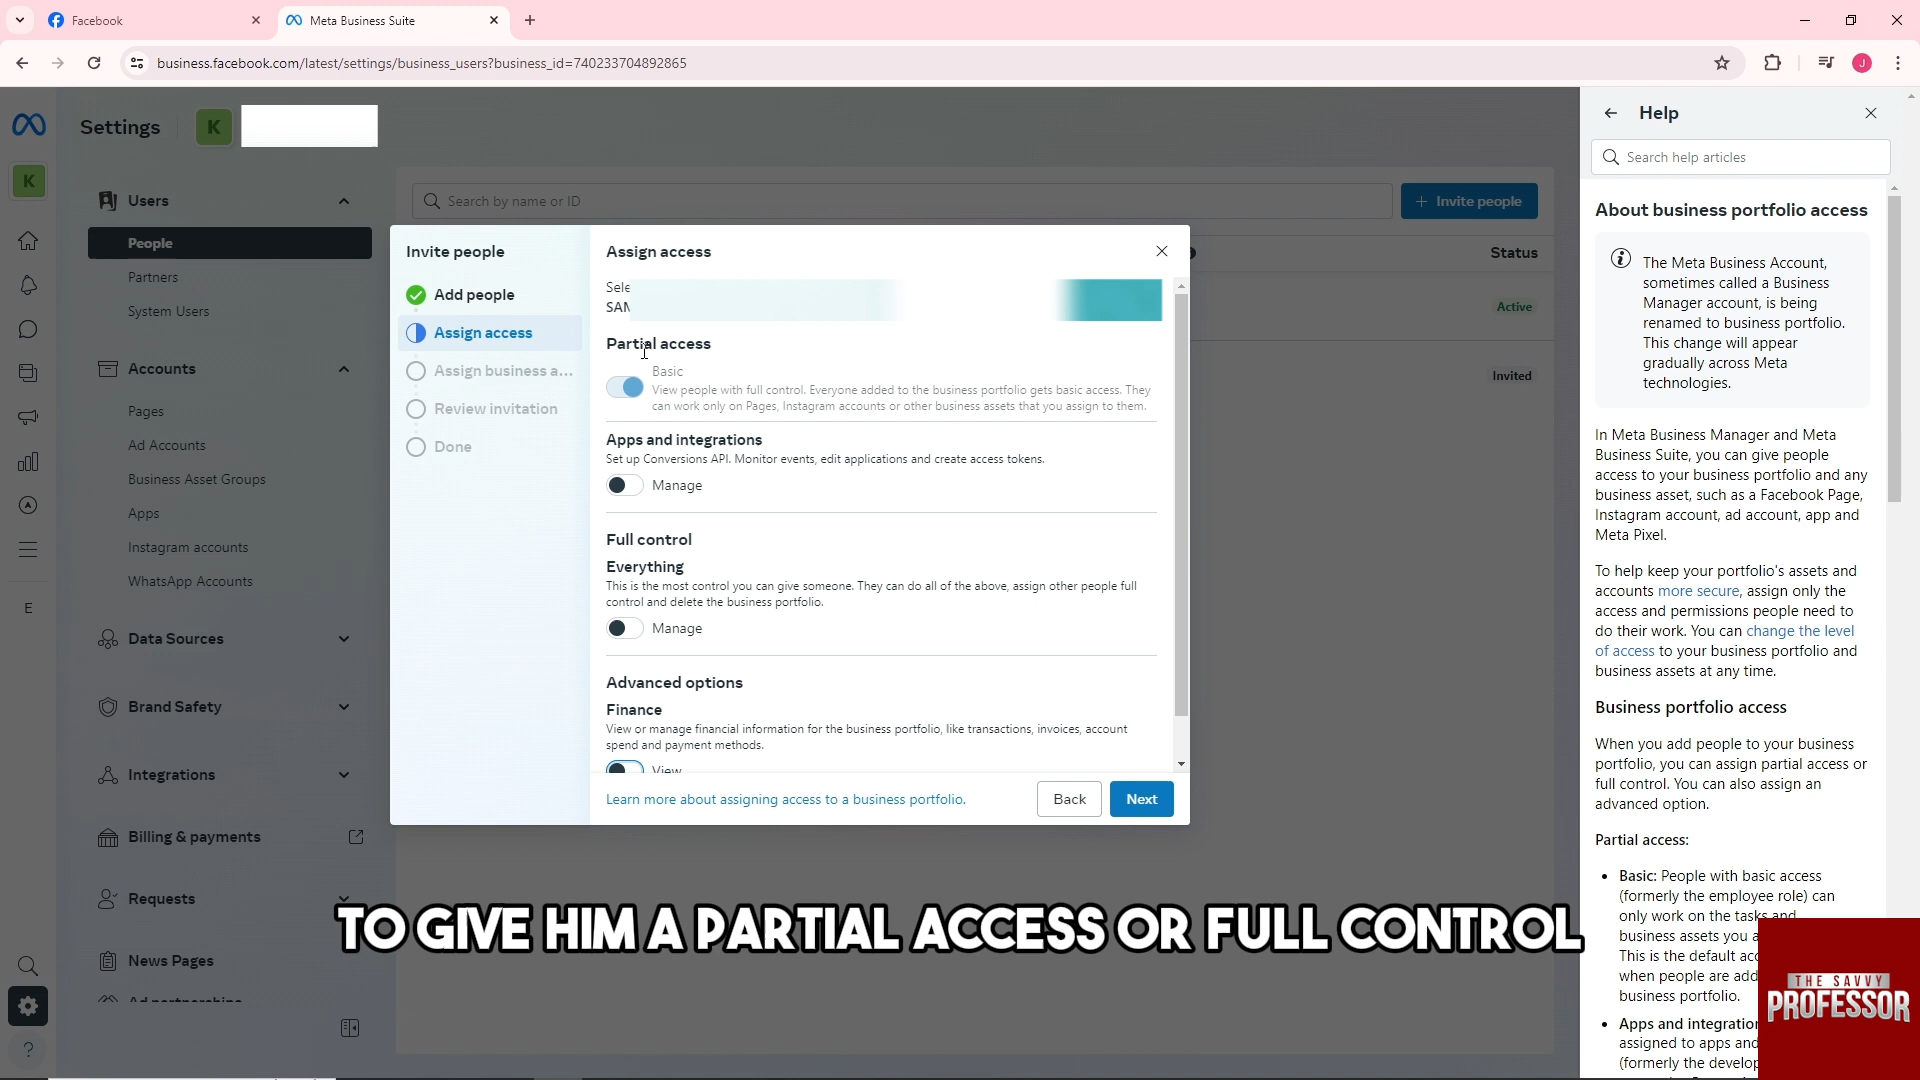 Facebook
Meta Business Suite
business.facebook.com/latest/settings/business_users?business_id=740233704892865
J
Settings
K
K
Users
People
Partners
System Users
Accounts
Pages
Ad Accounts
Business Asset Groups
Apps
Instagram accounts
WhatsApp Accounts
E
Data Sources
Brand Safety
Integrations
Billing & payments
Requests
News Pages
Ad partnerships
Search by name or ID
+ Invite people
Status
Active
Invited
Invite people
Add people
Assign access
Assign business a...
Review invitation
Done
Assign access
Sele
SAM
Partial access
Basic
View people with full control. Everyone added to the business portfolio gets basic access. They
can work only on Pages, Instagram accounts or other business assets that you assign to them.
Apps and integrations
Set up Conversions API. Monitor events, edit applications and create access tokens.
Manage
Full control
Everything
This is the most control you can give someone. They can do all of the above, assign other people full
control and delete the business portfolio.
Manage
Advanced options
Finance
View or manage financial information for the business portfolio, like transactions, invoices, account
spend and payment methods.
View
Learn more about assigning access to a business portfolio.
Back
Next
Help
Search help articles
About business portfolio access
The Meta Business Account,
sometimes called a Business
Manager account, is being
renamed to business portfolio.
This change will appear
gradually across Meta
technologies.
In Meta Business Manager and Meta
Business Suite, you can give people
access to your business portfolio and any
business asset, such as a Facebook Page,
Instagram account, ad account, app and
Meta Pixel.
To help keep your portfolio's assets and
accounts more secure, assign only the
access and permissions people need to
do their work. You can change the level
of access to your business portfolio and
business assets at any time.
Business portfolio access
When you add people to your business
portfolio, you can assign partial access or
full control. You can also assign an
advanced option.
Partial access:
• Basic: People with basic access
(formerly the employee role) can
only work on the tasks and
business assets you a
This is the default acc
when people are add
business portfolio.
• Apps and integration
assigned to apps and
(formerly the develop
TO GIVE HIM A PARTIAL ACCESS OR FULL CONTROL
THE SAVVY
PROFESSOR